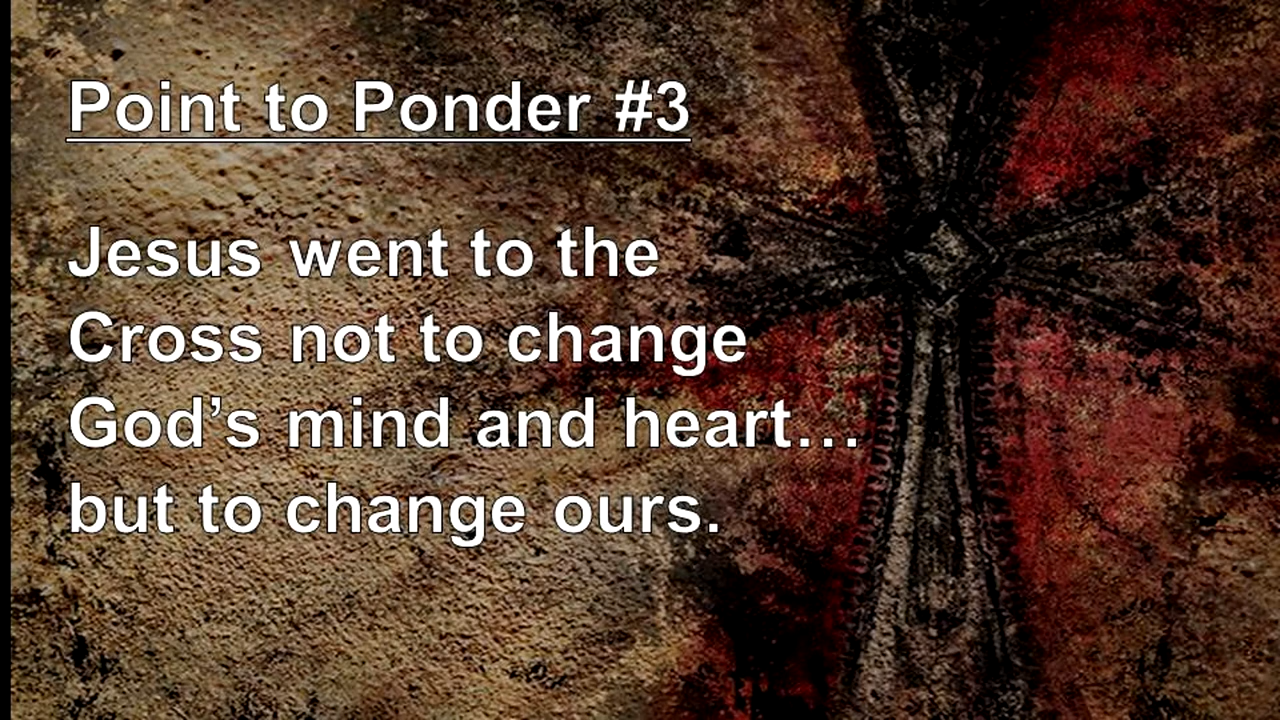 Point to Ponder #3
Jesus went to the
Cross not to change
God’s mind and heart…
but to change ours.